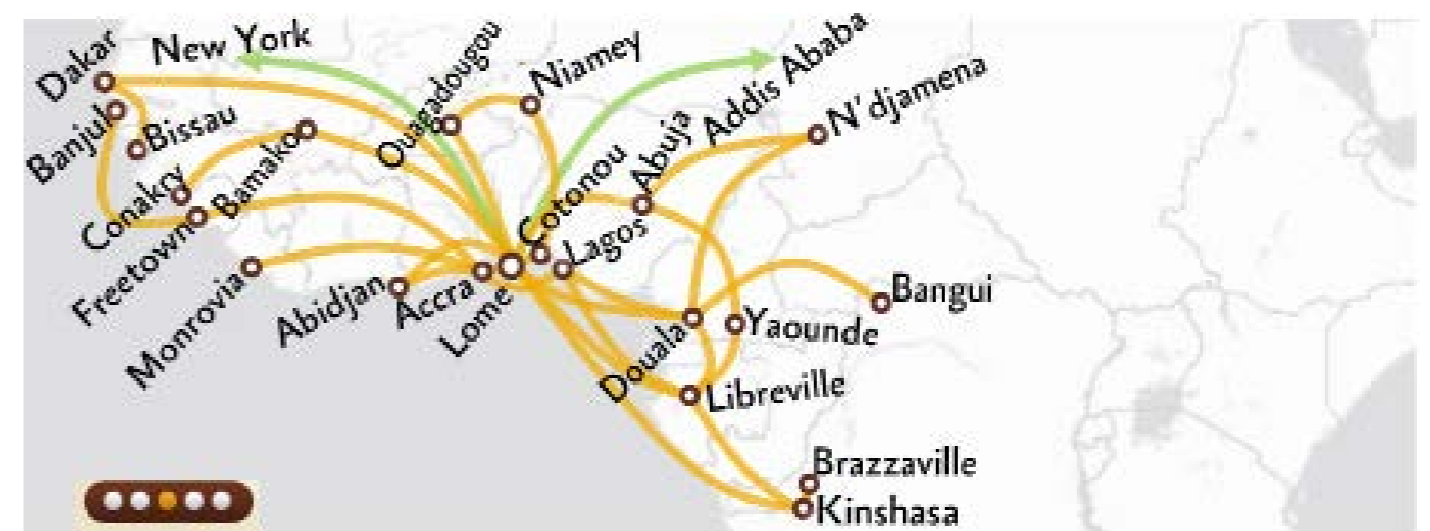 New York
Dakar
Ouagadougou
Niamey
Addis Ababa
N'djamena
Banjul
Bissau
Bamako
Conakry
Cotonou
Abuja
Lagos
Freetown
Monrovia
Abidjan
Accra
Lome
Bangui
Douala
Yaounde
Libreville
Brazzaville
Kinshasa